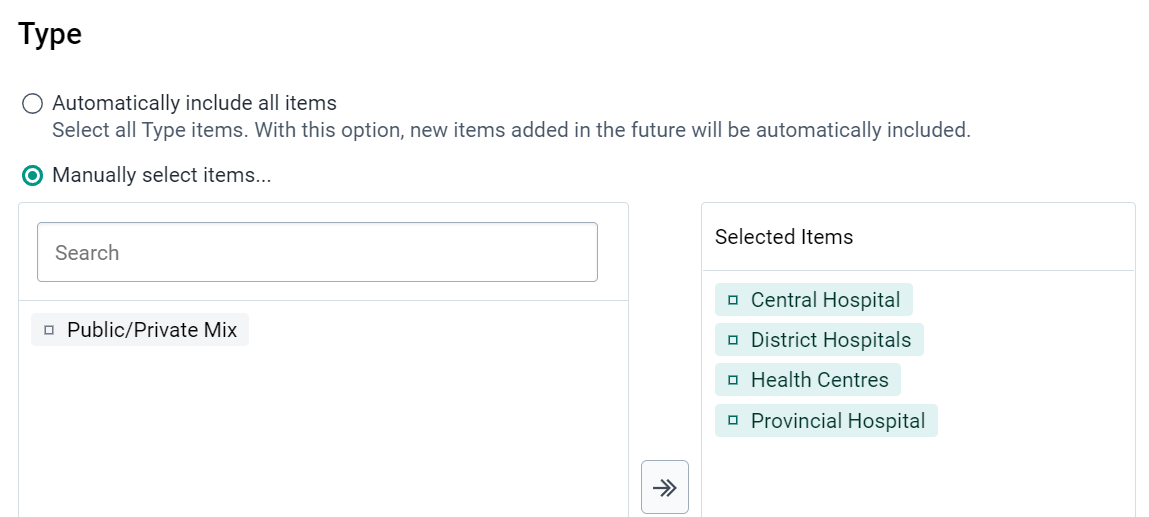 Type
Automatically include all items
Select all Type items. With this option, new items added in the future will be automatically included.
Manually select items...
Search
Public/Private Mix
Selected Items
Central Hospital
District Hospitals
Health Centres
Provincial Hospital